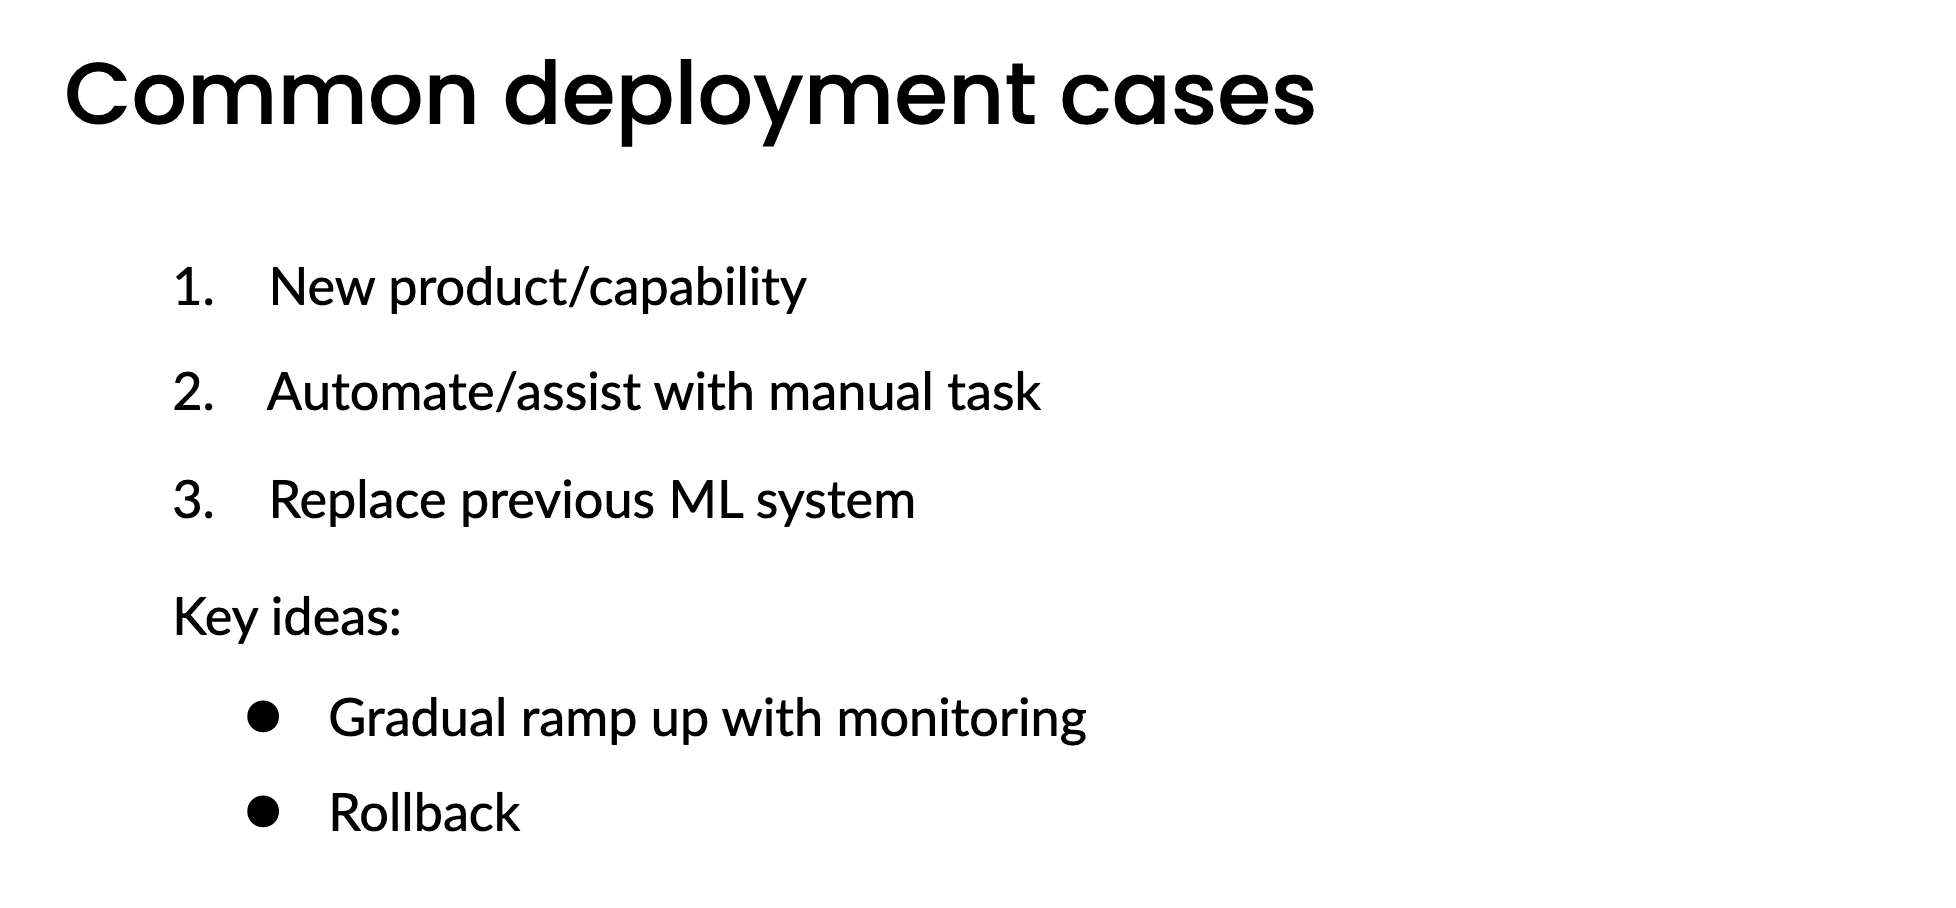 Common deployment cases
1. New product/capability
2. Automate/assist with manual task
3. Replace previous ML system
Key ideas:
● Gradual ramp up with monitoring
● Rollback